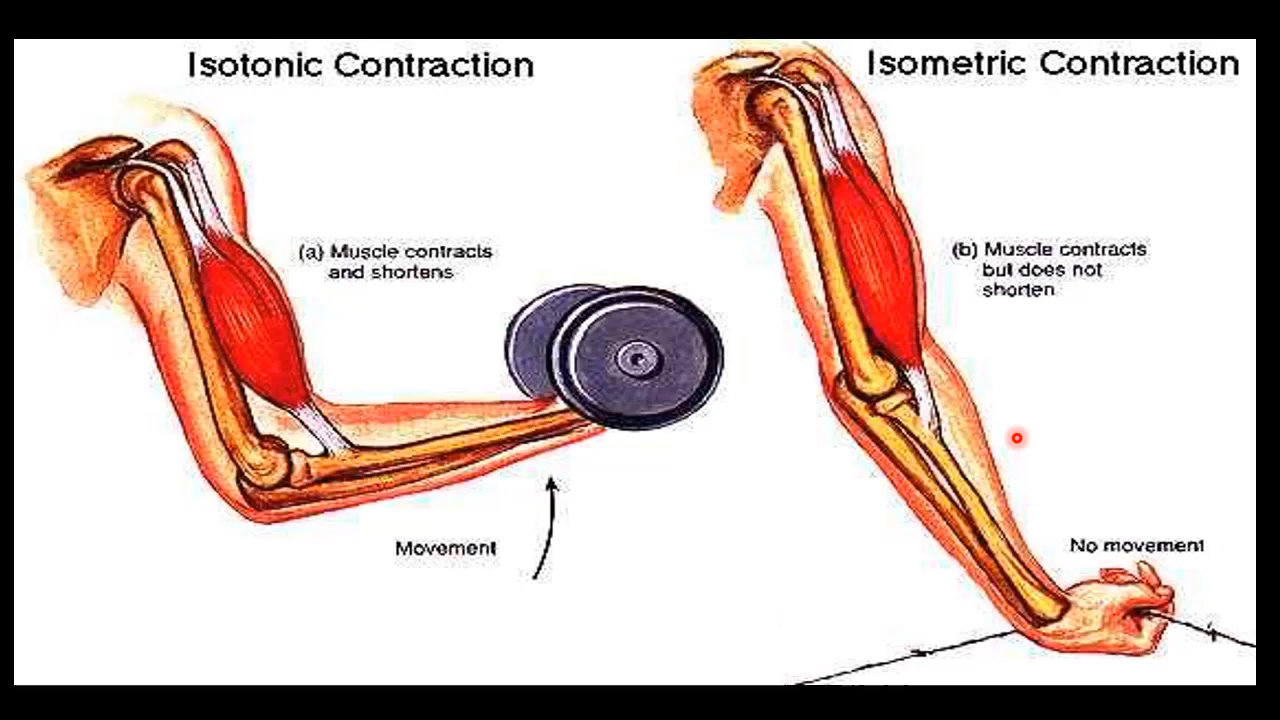 Isotonic Contraction
(a) Muscle contracts
and shortens
Movement
Isometric Contraction
(b) Muscle contracts
but does not
shorten
No movement